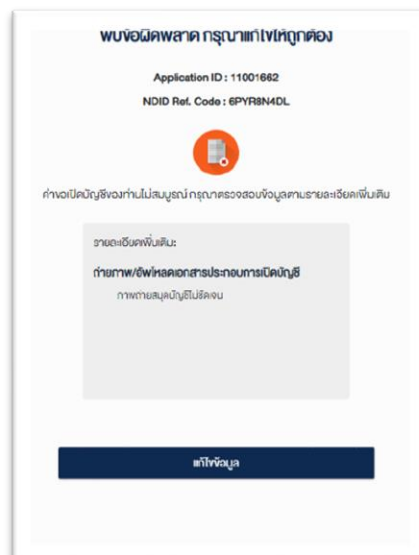 พบข้อผิดพลาด กรุณาแก้ไขให้ถูกต้อง
Application ID : 11001662
NDID Ref. Code : 6PYR8N4DL
คำขอเปิดบัญชีของท่านไม่สมบูรณ์ กรุณาตรวจสอบข้อมูลตามรายละเอียดเพิ่มเติม
รายละเอียดเพิ่มเติม:
ถ่ายภาพ/อัพโหลดเอกสารประกอบการเปิดบัญชี
ภาพถ่ายสมุดบัญชีไม่ชัดเจน
แก้ไขข้อมูล